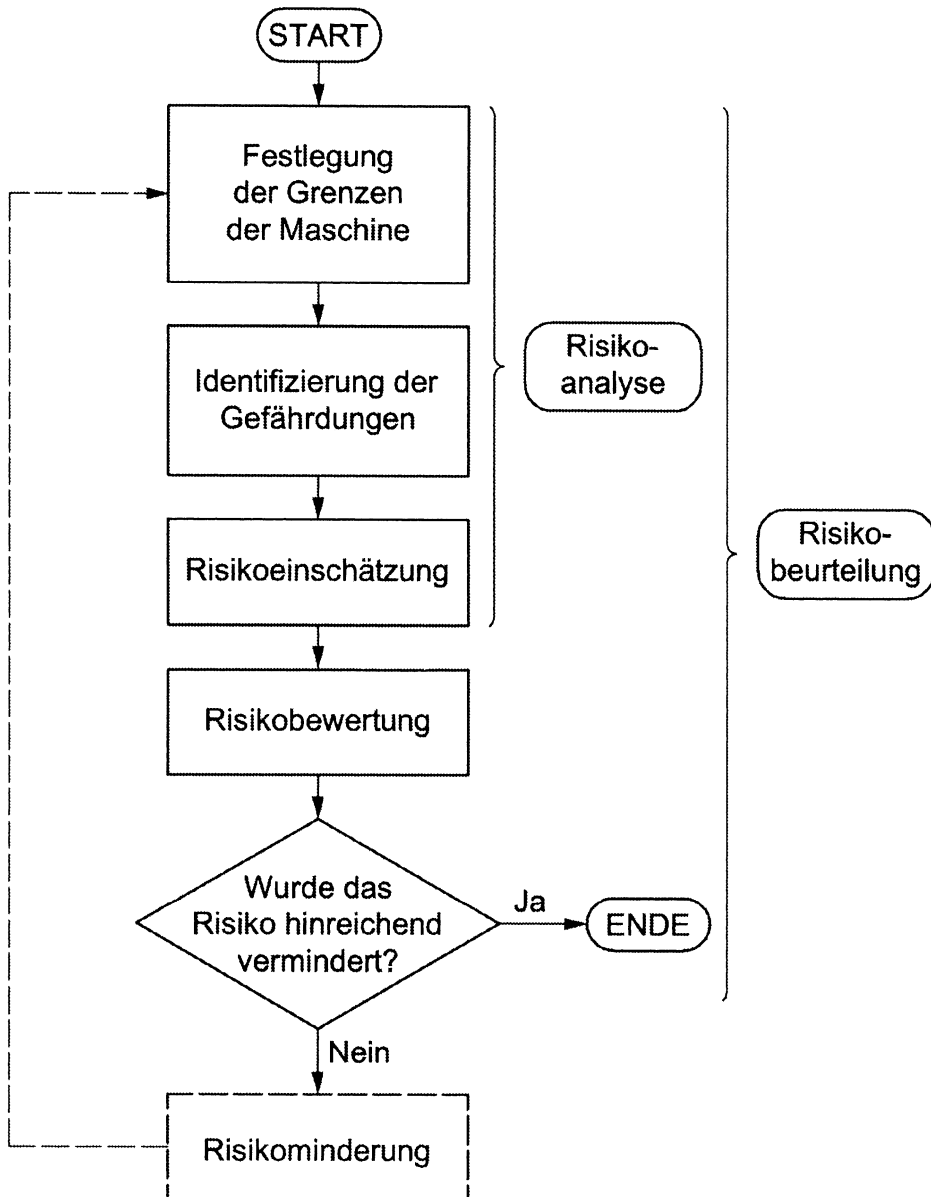 START
Festlegung
der Grenzen
der Maschine
Identifizierung der
Gefährdungen
Risiko-
analyse
Risikoeinschätzung
Risiko-
beurteilung
Risikobewertung
Wurde das
Risiko hinreichend
vermindert?
Ja
ENDE
Nein
Risikominderung